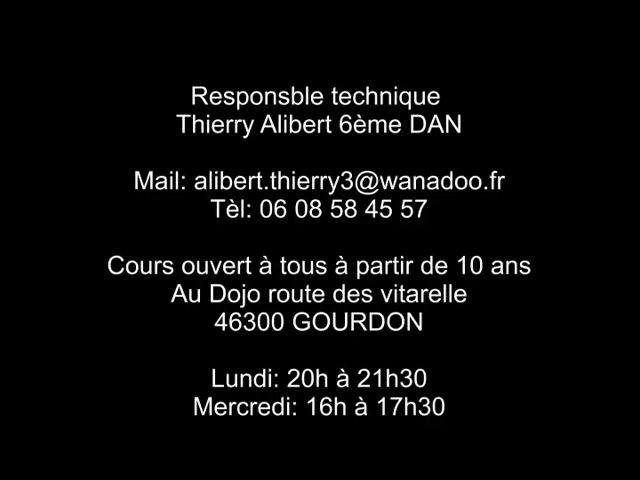 Responsble technique
Thierry Alibert 6ème DAN
Mail: alibert.thierry3@wanadoo.fr
Tèl: 06 08 58 45 57
Cours ouvert à tous à partir de 10 ans
Au Dojo route des vitarelle
46300 GOURDON
Lundi: 20h à 21h30
Mercredi: 16h à 17h30